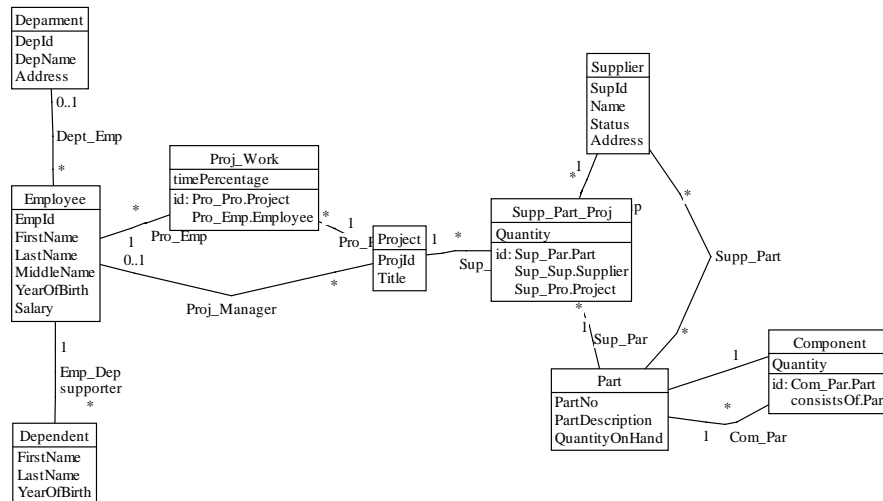 Deparment
DepId
DepName
Address
0..1
Dept_Emp
*
Employee
EmpId
FirstName
LastName
MiddleName
YearOfBirth
Salary
*
1
Pro_Emp
0..1
Proj_Work
timePercentage
id: Pro_Pro.Project
Pro_Emp.Employee
*
1
Proj_Manager
*
Project
ProjId
Title
1
*
Supplier
SupId
Name
Status
Address
1
*
Supp_Part_Proj
Quantity
id: Sup_Par.Part
Sup_Sup.Supplier
Sup_Pro.Project
*
Supp_Part
*
*
1
Sup_Par
Part
PartNo
PartDescription
QuantityOnHand
1
*
1
Com_Par
Component
Quantity
id: Com_Par.Part
consistsOf.Par
1
Emp_Dep
supporter
*
Dependent
FirstName
LastName
YearOfBirth